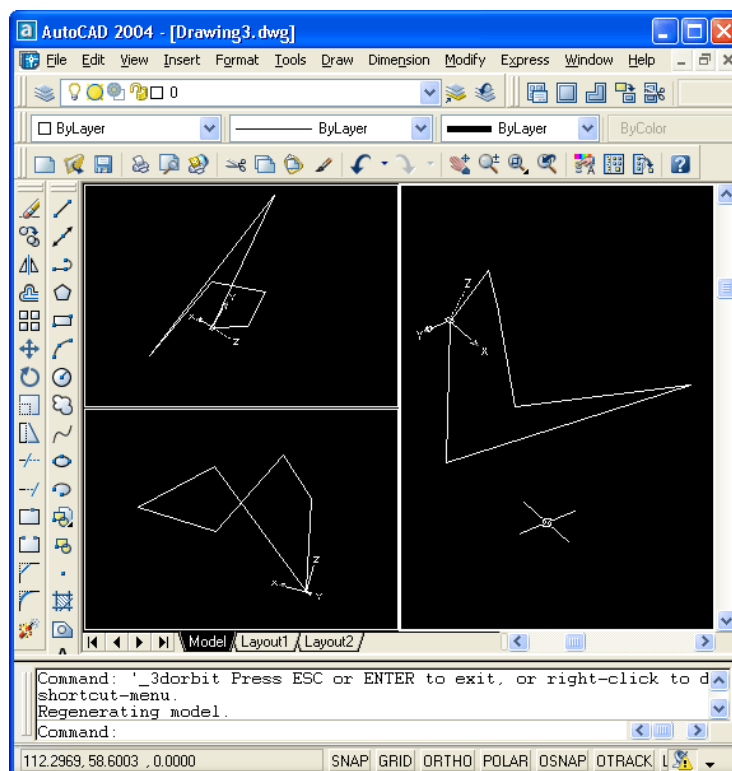 AutoCAD 2004 - [Drawing3.dwg]
File Edit View Insert Format Tools Draw Dimension Modify Express Window Help
0
ByLayer ByLayer ByLayer ByColor
Y
X
Z
Z
Y
X
Z
X
Y
Model Layout1 Layout2
Command: '_3dorbit Press ESC or ENTER to exit, or right-click to d
shortcut-menu.
Regenerating model.
Command:
112.2969, 58.6003 , 0.0000 SNAP GRID ORTHO POLAR OSNAP OTRACK L